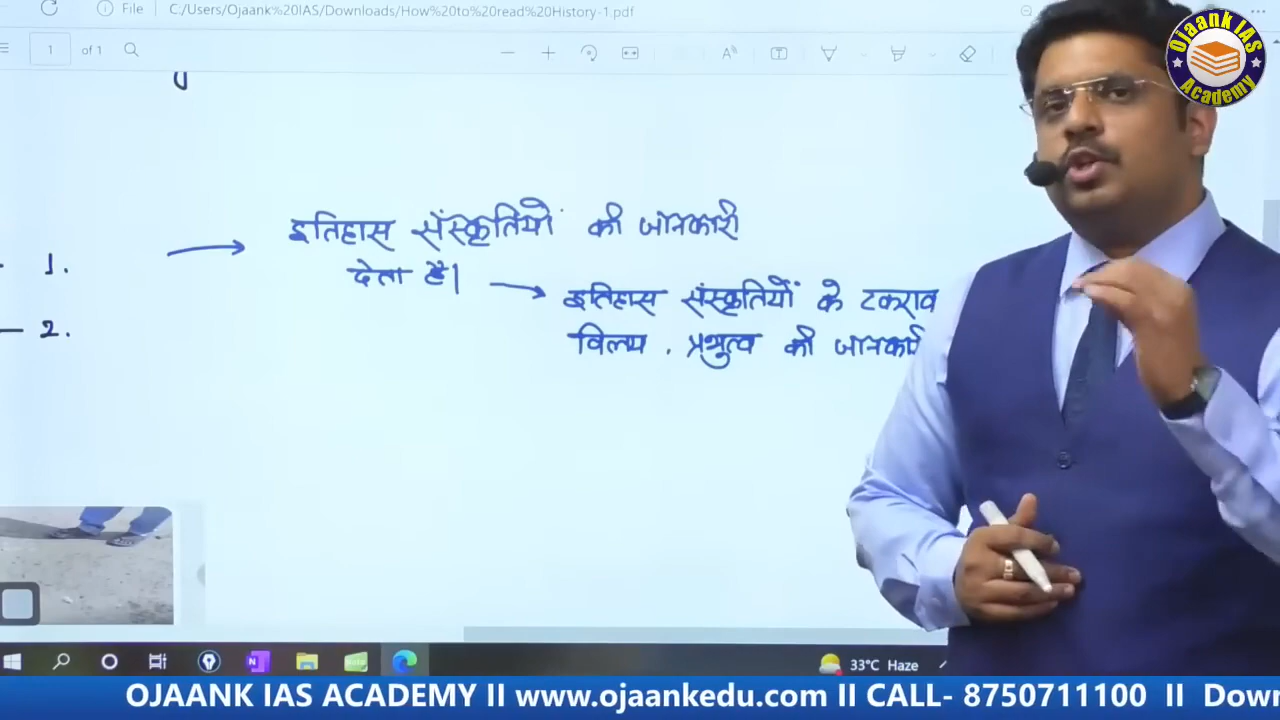 File C:/Users/Ojaank%20IAS/Downloads/How%20to%20read%20History-1.pdf
1 of 1
Ojaank IAS
Academy
इतिहास संस्कृतियों की जानकारी
1.
देता है।
इतिहास संस्कृतियों के टकराव
2.
विलय , प्रभुत्व की जानकारी
33°C Haze
OJAANK IAS ACADEMY II www.ojaankedu.com II CALL- 8750711100 II Down